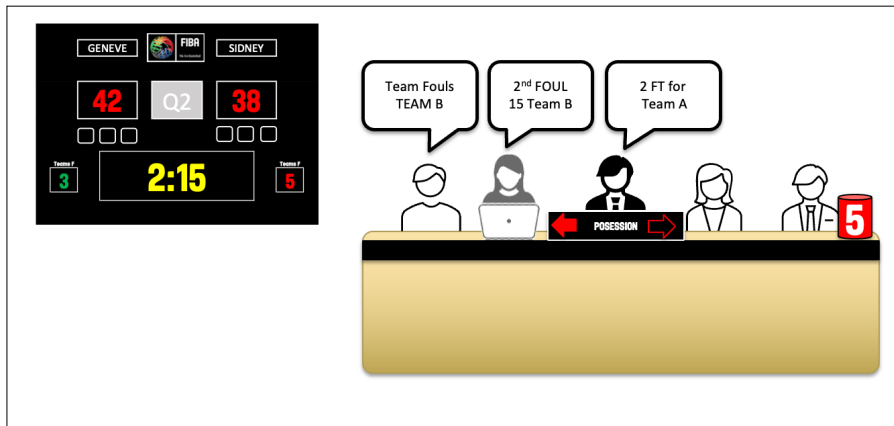 GENEVE
FIBA
SIDNEY
42
Q2
38
Teams F
3
2:15
Teams F
5
Team Fouls
TEAM B
2nd FOUL
15 Team B
2 FT for
Team A
POSESSION
5